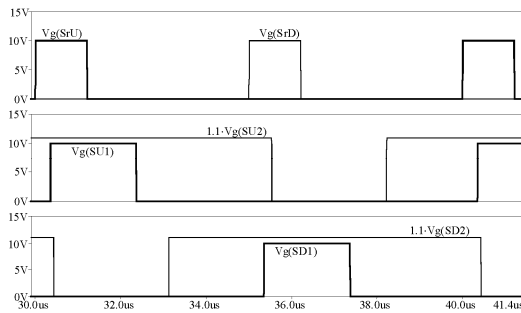 15V
Vg(SrU)
Vg(SrD)
10V
5V
0V
15V
1.1·Vg(SU2)
10V
Vg(SU1)
5V
0V
15V
1.1·Vg(SD2)
10V
Vg(SD1)
5V
0V
30.0us 32.0us 34.0us 36.0us 38.0us 40.0us 41.4us